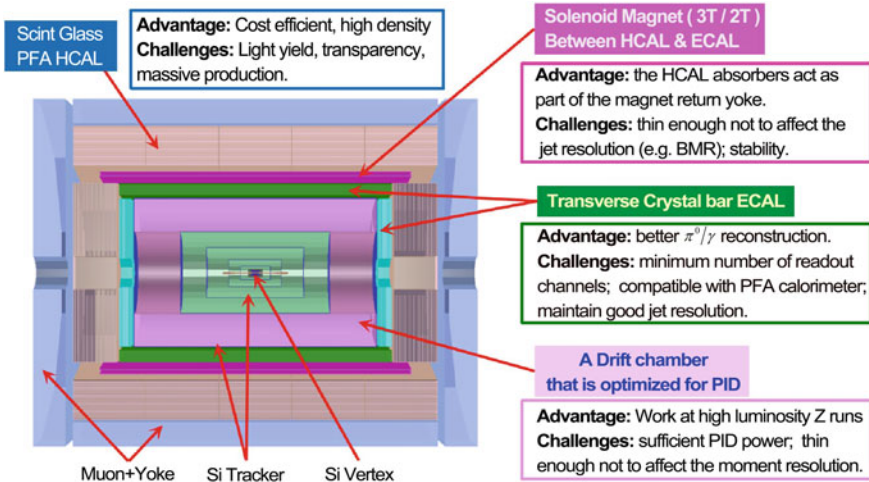 Scint Glass
PFA HCAL
Advantage: Cost efficient, high density
Challenges: Light yield, transparency,
massive production.
Solenoid Magnet ( 3T / 2T )
Between HCAL & ECAL
Advantage: the HCAL absorbers act as
part of the magnet return yoke.
Challenges: thin enough not to affect the
jet resolution (e.g. BMR); stability.
Transverse Crystal bar ECAL
Advantage: better π⁰/γ reconstruction.
Challenges: minimum number of readout
channels; compatible with PFA calorimeter;
maintain good jet resolution.
A Drift chamber
that is optimized for PID
Advantage: Work at high luminosity Z runs
Challenges: sufficient PID power; thin
enough not to affect the moment resolution.
Muon+Yoke
Si Tracker
Si Vertex